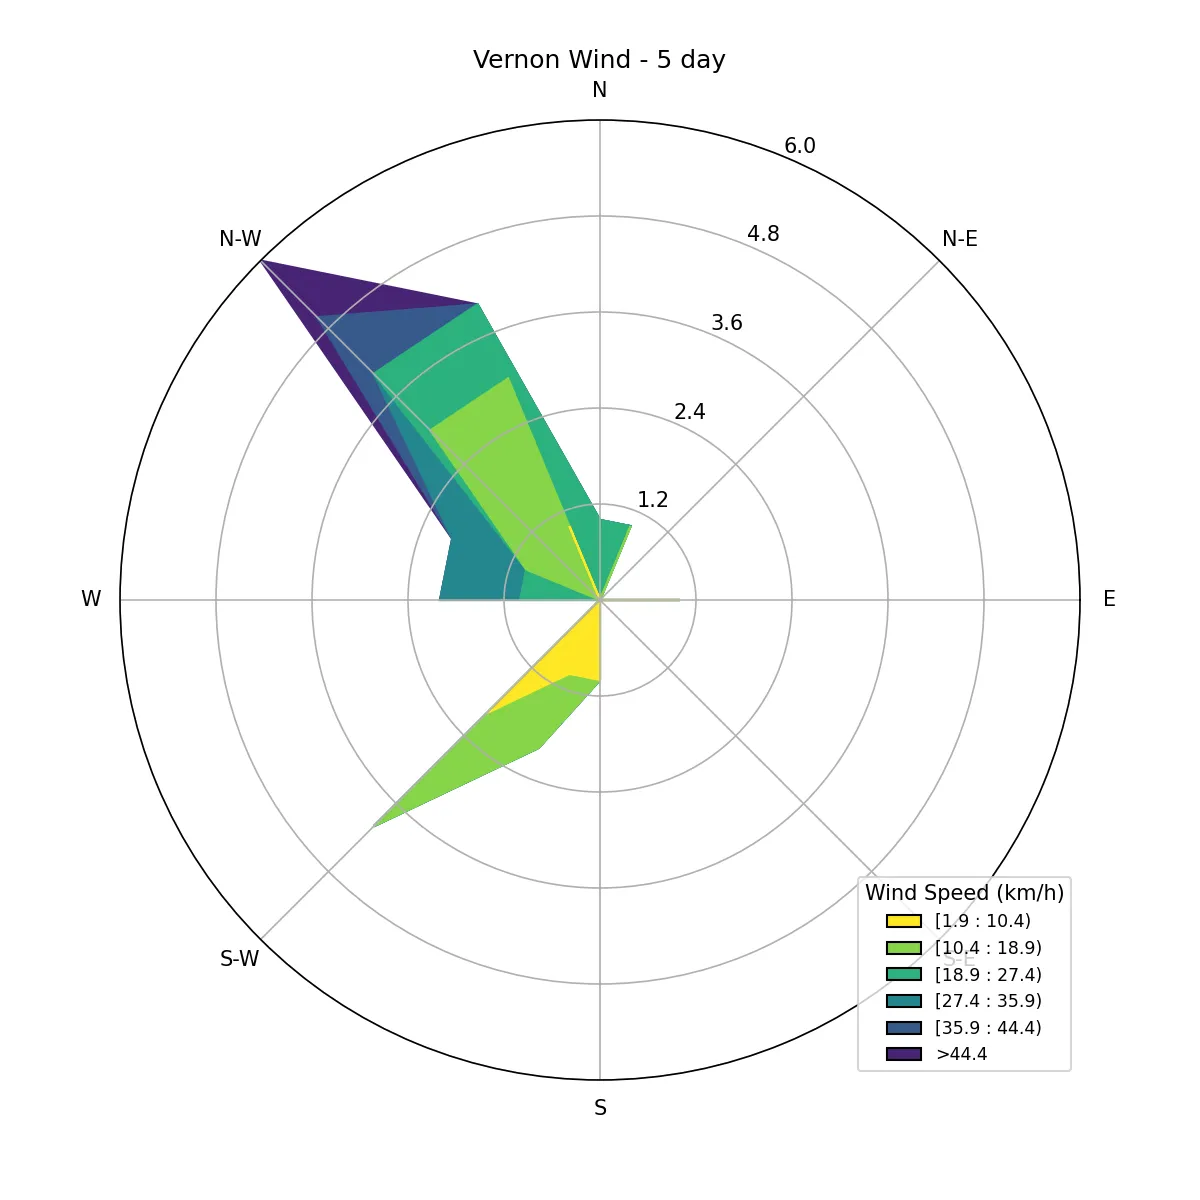 Vernon Wind - 5 day
N
6.0
4.8
N-W
N-E
3.6
2.4
1.2
W
E
Wind Speed (km/h)
[1.9 : 10.4)
[10.4 : 18.9)
S-W
S-E
[18.9 : 27.4)
[27.4 : 35.9)
[35.9 : 44.4)
>44.4
S